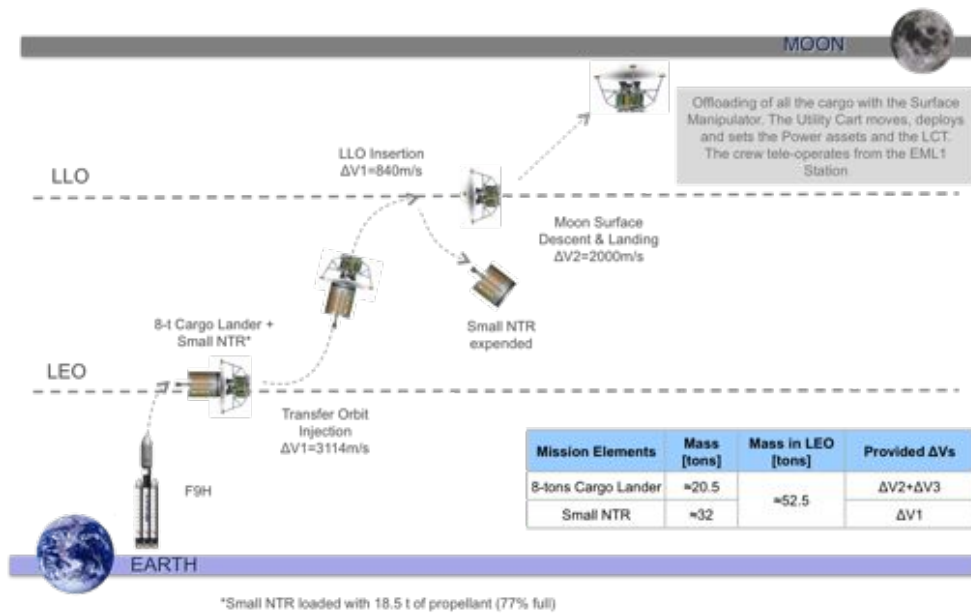 MOON
Offloading of all the cargo with the Surface
Manipulator. The Utility Cart moves, deploys
and sets the Power assets and the LCT.
The crew tele-operates from the EML1
Station
LLO Insertion
ΔV1=840m/s
LLO
Moon Surface
Descent & Landing
ΔV2=2000m/s
8-t Cargo Lander +
Small NTR*
Small NTR
expended
LEO
Transfer Orbit
Injection
ΔV1=3114m/s
F9H
Mission Elements Mass [tons] Mass in LEO [tons] Provided ΔVs
8-tons Cargo Lander ≈20.5 ≈52.5 ΔV2+ΔV3
Small NTR ≈32 ΔV1
EARTH
*Small NTR loaded with 18.5 t of propellant (77% full)